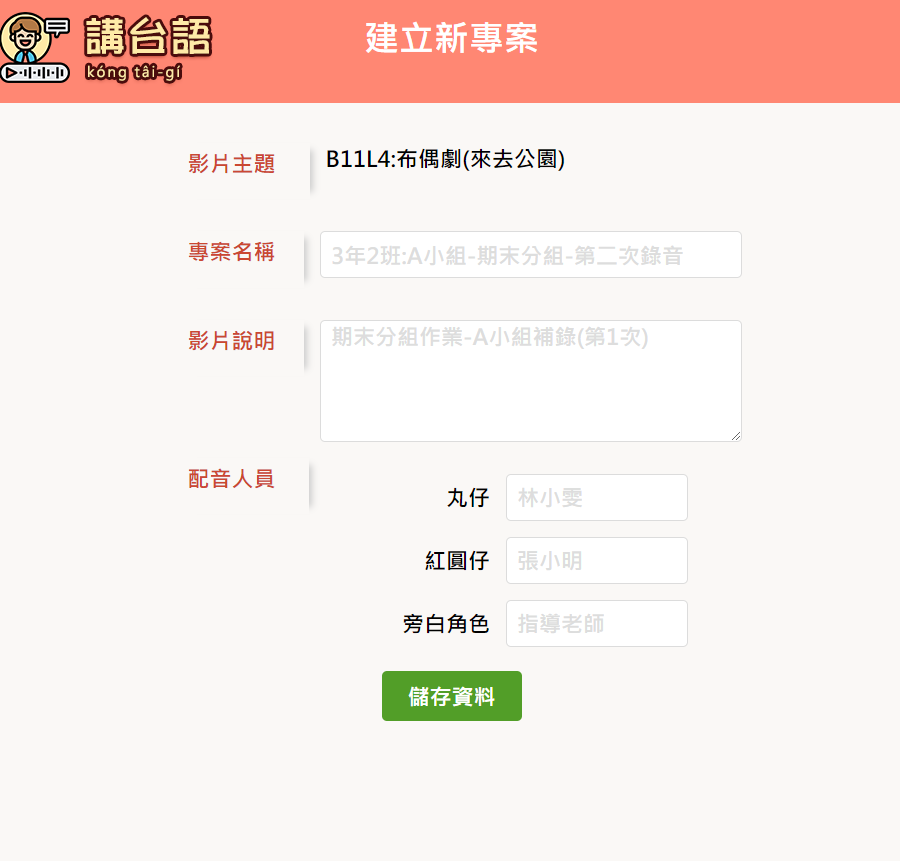 講台語
kóng tâi-gí
建立新專案
影片主題
B11L4:布偶劇(來去公園)
專案名稱
3年2班:A小組-期末分組-第二次錄音
影片說明
期末分組作業-A小組補錄(第1次)
配音人員
丸仔
林小雯
紅圓仔
張小明
旁白角色
指導老師
儲存資料